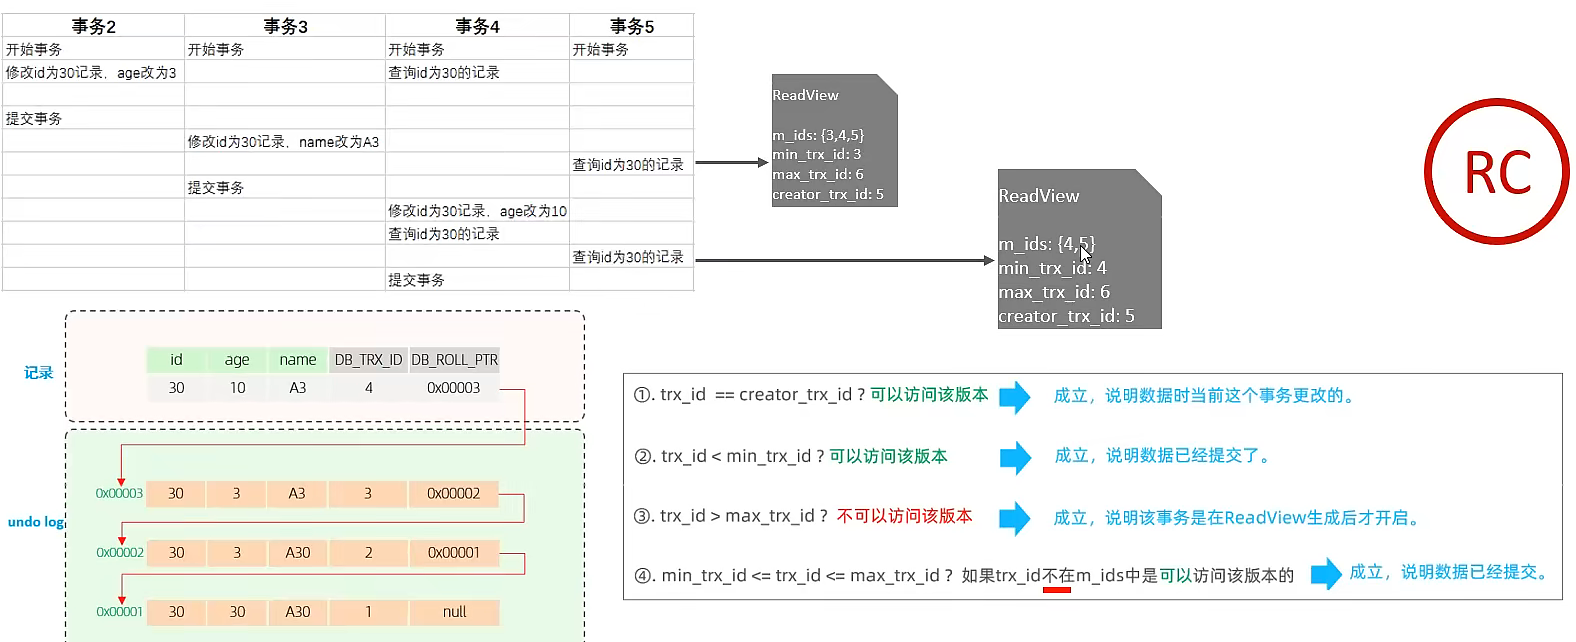 事务2 事务3 事务4 事务5
开始事务 开始事务 开始事务 开始事务
修改id为30记录，age改为3 查询id为30的记录
提交事务
修改id为30记录，name改为A3
查询id为30的记录
提交事务
修改id为30记录，age改为10
查询id为30的记录
查询id为30的记录
提交事务
ReadView
m_ids: {3,4,5}
min_trx_id: 3
max_trx_id: 6
creator_trx_id: 5
ReadView
m_ids: {4,5}
min_trx_id: 4
max_trx_id: 6
creator_trx_id: 5
RC
记录
id age name DB_TRX_ID DB_ROLL_PTR
30 10 A3 4 0x00003
undo log
0x00003 30 3 A3 3 0x00002
0x00002 30 3 A30 2 0x00001
0x00001 30 30 A30 1 null
①. trx_id == creator_trx_id ? 可以访问该版本 成立，说明数据时当前这个事务更改的。
②. trx_id < min_trx_id ? 可以访问该版本 成立，说明数据已经提交了。
③. trx_id > max_trx_id ? 不可以访问该版本 成立，说明该事务是在ReadView生成后才开启。
④. min_trx_id <= trx_id <= max_trx_id ? 如果trx_id不在m_ids中是可以访问该版本的 成立，说明数据已经提交。